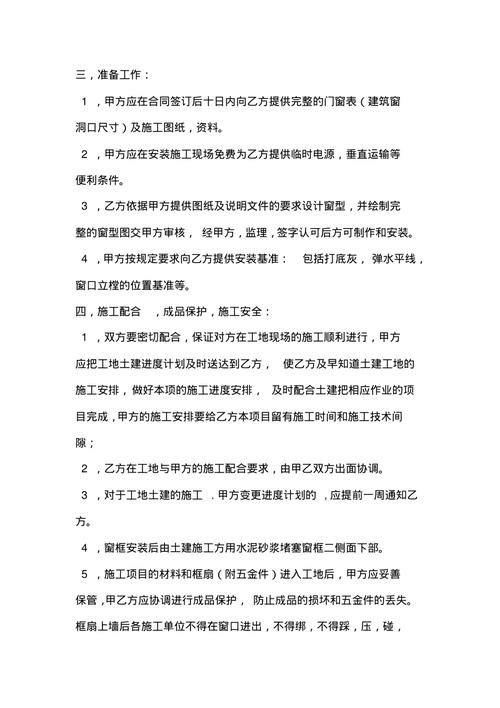 三，准备工作：
1，甲方应在合同签订后十日内向乙方提供完整的门窗表（建筑窗
洞口尺寸）及施工图纸，资料。
2，甲方应在安装施工现场免费为乙方提供临时电源，垂直运输等
便利条件。
3，乙方依据甲方提供图纸及说明文件的要求设计窗型，并绘制完
整的窗型图交甲方审核， 经甲方，监理，签字认可后方可制作和安装。
4，甲方按规定要求向乙方提供安装基准： 包括打底灰， 弹水平线，
窗口立樘的位置基准等。
四，施工配合 ，成品保护，施工安全：
1，双方要密切配合，保证对方在工地现场的施工顺利进行，甲方
应把工地土建进度计划及时送达到乙方， 使乙方及早知道土建工地的
施工安排，做好本项的施工进度安排， 及时配合土建把相应作业的项
目完成，甲方的施工安排要给乙方本项目留有施工时间和施工技术间
隙；
2，乙方在工地与甲方的施工配合要求，由甲乙双方出面协调。
3，对于工地土建的施工 ．甲方变更进度计划的 ，应提前一周通知乙
方。
4，窗框安装后由土建施工方用水泥砂浆堵塞窗框二侧面下部。
5，施工项目的材料和框扇（附五金件）进入工地后，甲方应妥善
保管，甲乙方应协调进行成品保护， 防止成品的损坏和五金件的丢失。
框扇上墙后各施工单位不得在窗口进出，不得绑，不得踩，压，碰，